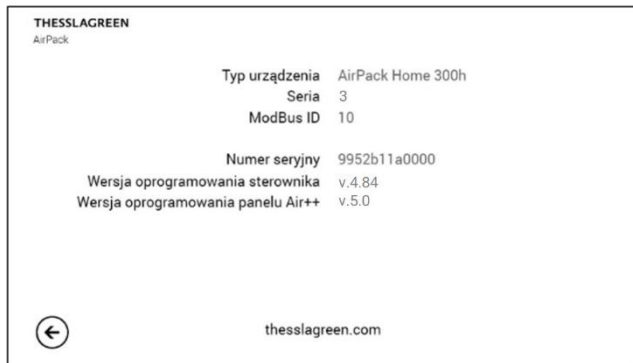 THESSLAGREEN
AirPack
Typ urządzenia AirPack Home 300h
Seria 3
ModBus ID 10
Numer seryjny 9952b11a0000
Wersja oprogramowania sterownika v.4.84
Wersja oprogramowania panelu Air++ v.5.0
thesslagreen.com